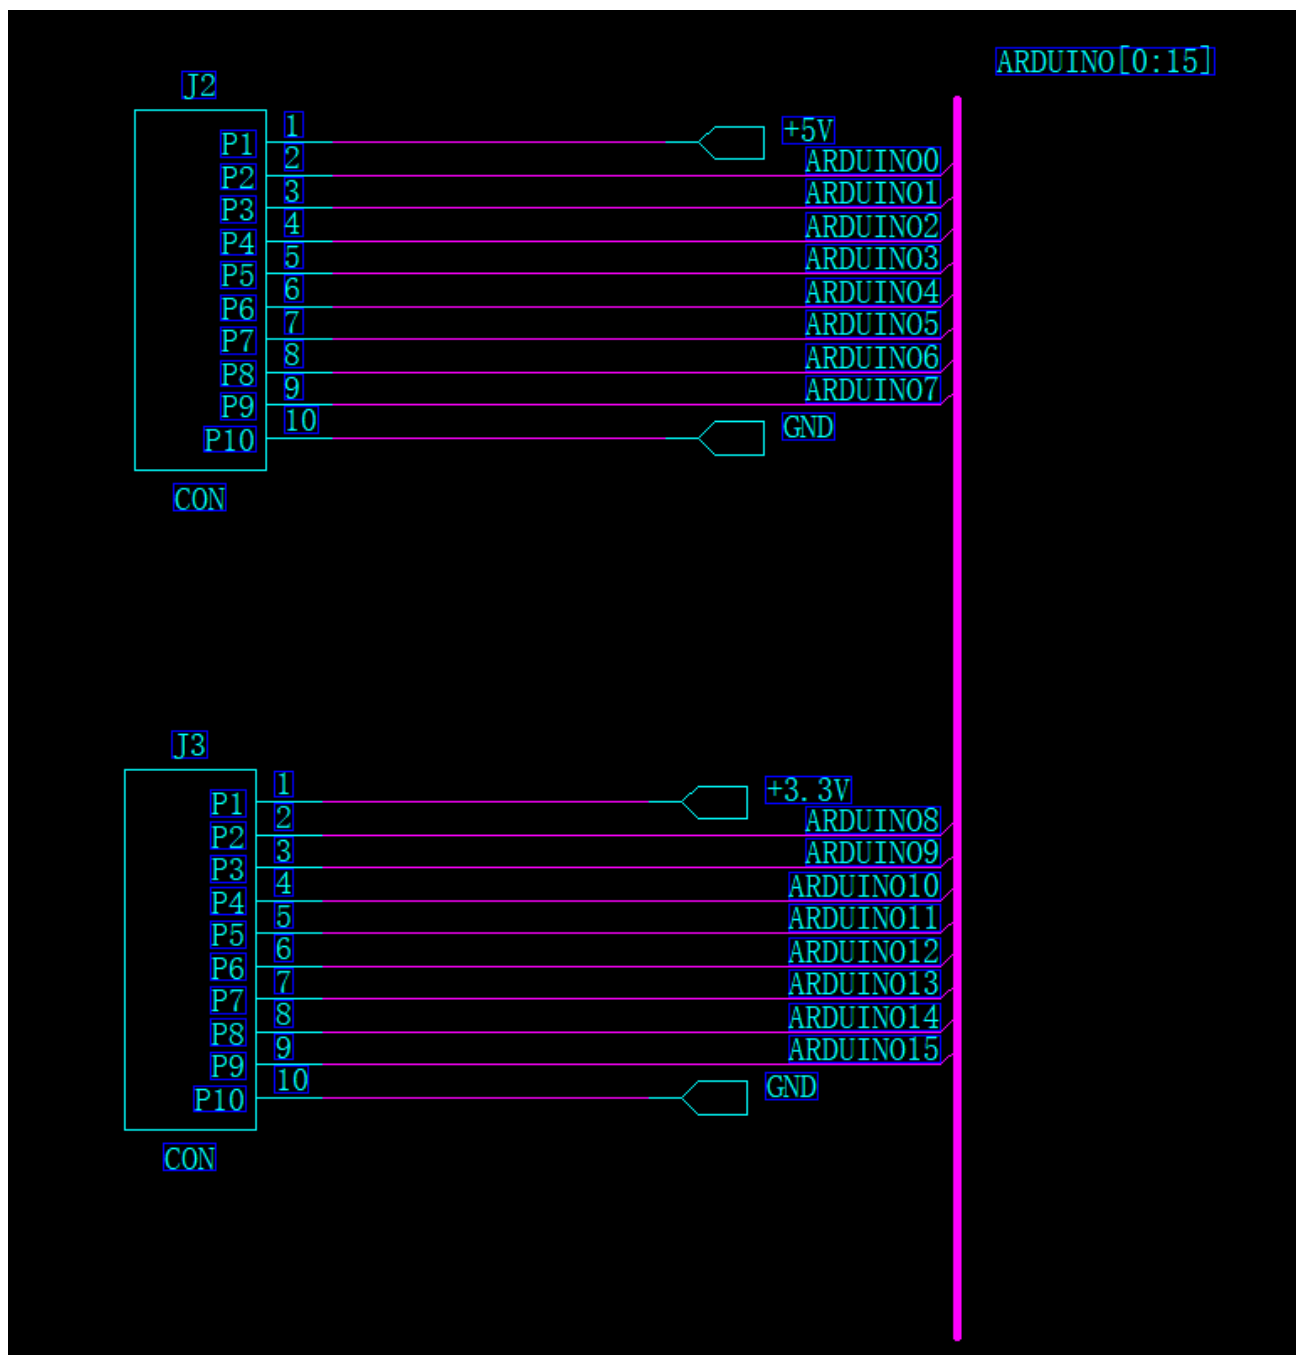 ARDUINO[0:15]
J2
P1 1 +5V
P2 2 ARDUINO0
P3 3 ARDUINO1
P4 4 ARDUINO2
P5 5 ARDUINO3
P6 6 ARDUINO4
P7 7 ARDUINO5
P8 8 ARDUINO6
P9 9 ARDUINO7
P10 10 GND
CON
J3
P1 1 +3.3V
P2 2 ARDUINO8
P3 3 ARDUINO9
P4 4 ARDUINO10
P5 5 ARDUINO11
P6 6 ARDUINO12
P7 7 ARDUINO13
P8 8 ARDUINO14
P9 9 ARDUINO15
P10 10 GND
CON